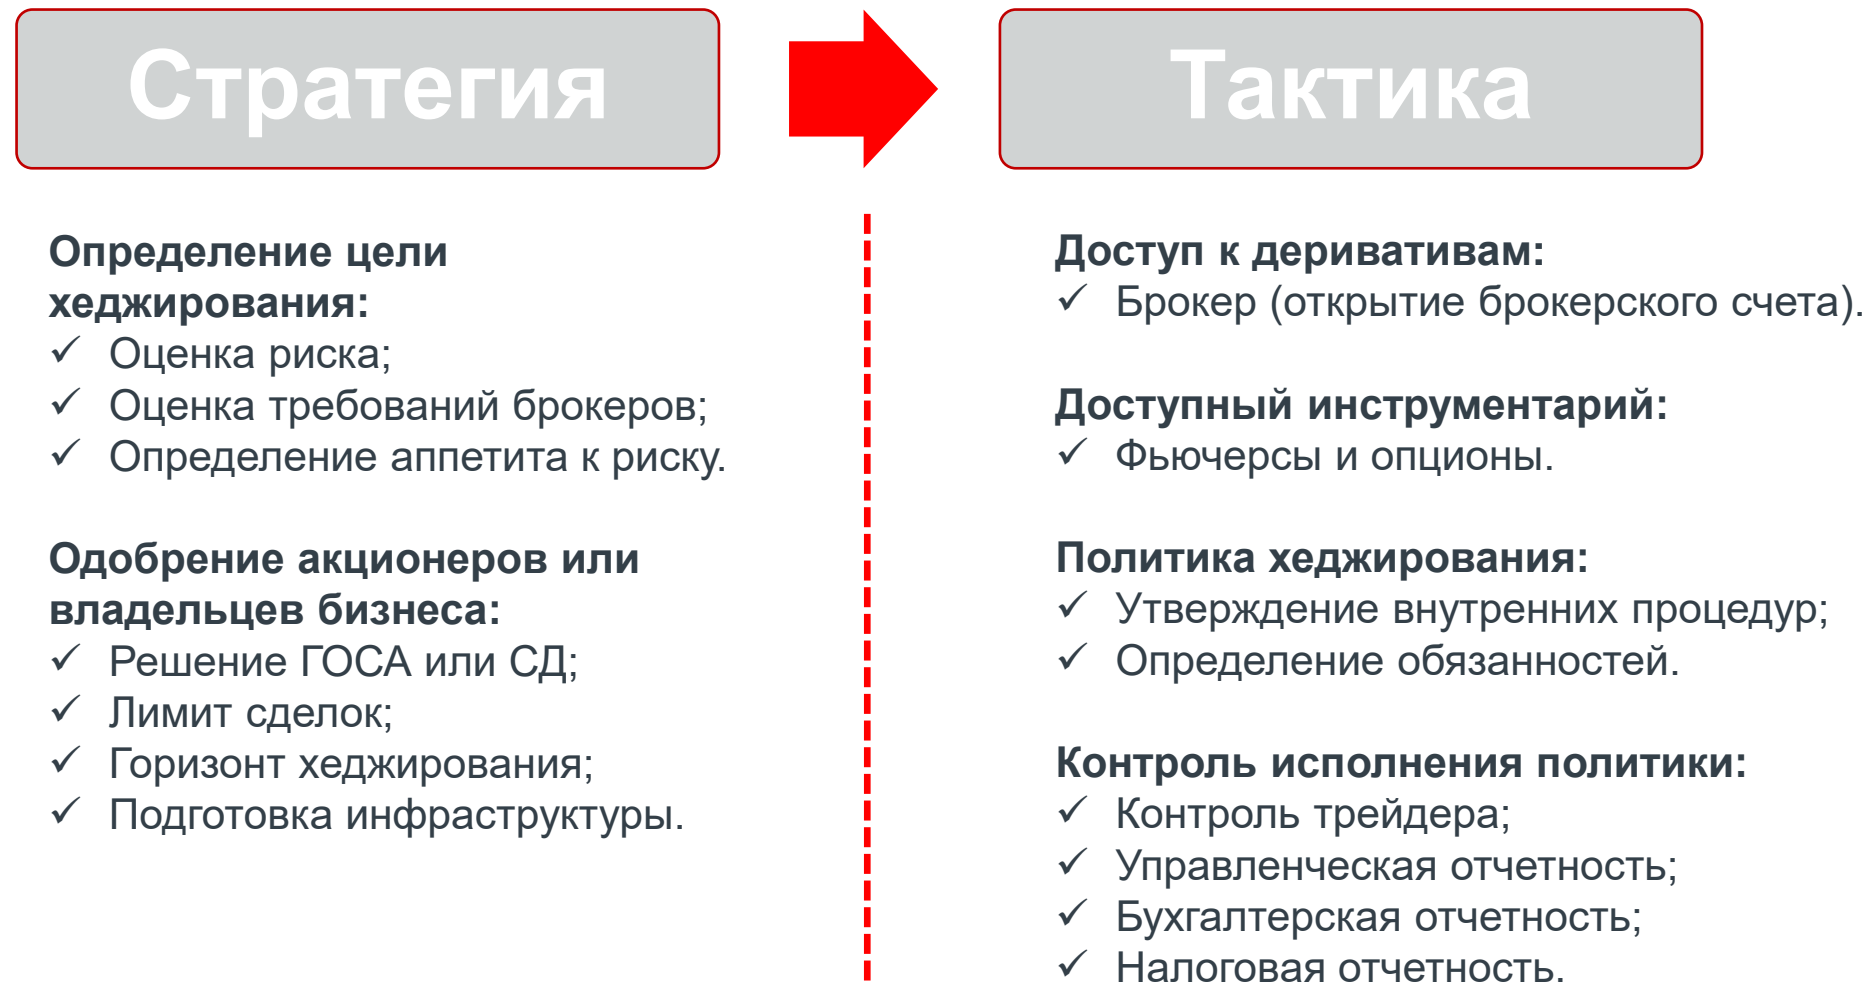 Стратегия
Тактика
Определение цели
хеджирования:
✓ Оценка риска;
✓ Оценка требований брокеров;
✓ Определение аппетита к риску.
Одобрение акционеров или
владельцев бизнеса:
✓ Решение ГОСА или СД;
✓ Лимит сделок;
✓ Горизонт хеджирования;
✓ Подготовка инфраструктуры.
Доступ к деривативам:
✓ Брокер (открытие брокерского счета).
Доступный инструментарий:
✓ Фьючерсы и опционы.
Политика хеджирования:
✓ Утверждение внутренних процедур;
✓ Определение обязанностей.
Контроль исполнения политики:
✓ Контроль трейдера;
✓ Управленческая отчетность;
✓ Бухгалтерская отчетность;
✓ Налоговая отчетность.